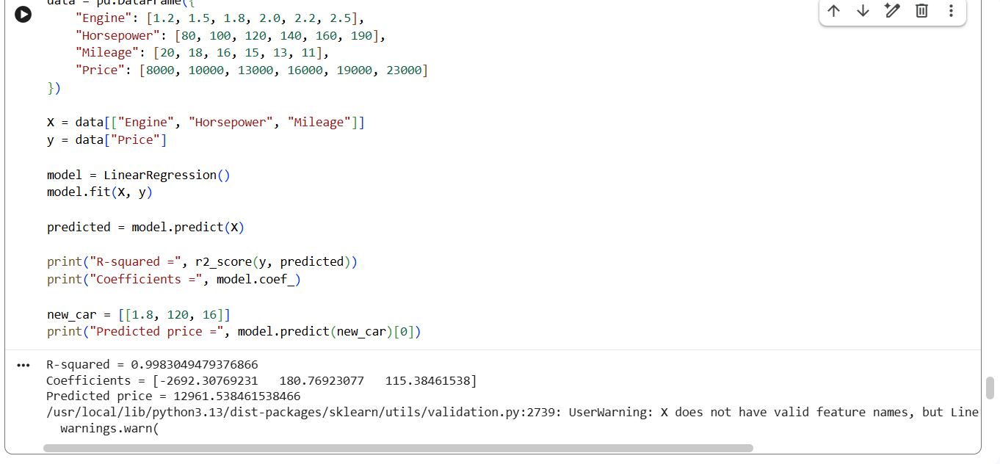 data = pd.DataFrame({
    "Engine": [1.2, 1.5, 1.8, 2.0, 2.2, 2.5],
    "Horsepower": [80, 100, 120, 140, 160, 190],
    "Mileage": [20, 18, 16, 15, 13, 11],
    "Price": [8000, 10000, 13000, 16000, 19000, 23000]
})
X = data[["Engine", "Horsepower", "Mileage"]]
y = data["Price"]
model = LinearRegression()
model.fit(X, y)
predicted = model.predict(X)
print("R-squared =", r2_score(y, predicted))
print("Coefficients =", model.coef_)
new_car = [[1.8, 120, 16]]
print("Predicted price =", model.predict(new_car)[0])
R-squared = 0.9983049479376866
Coefficients = [-2692.30769231   180.76923077   115.38461538]
Predicted price = 12961.538461538466
/usr/local/lib/python3.13/dist-packages/sklearn/utils/validation.py:2739: UserWarning: X does not have valid feature names, but Line
  warnings.warn(